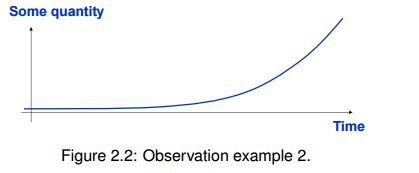 Some quantity
Time
Figure 2.2: Observation example 2.